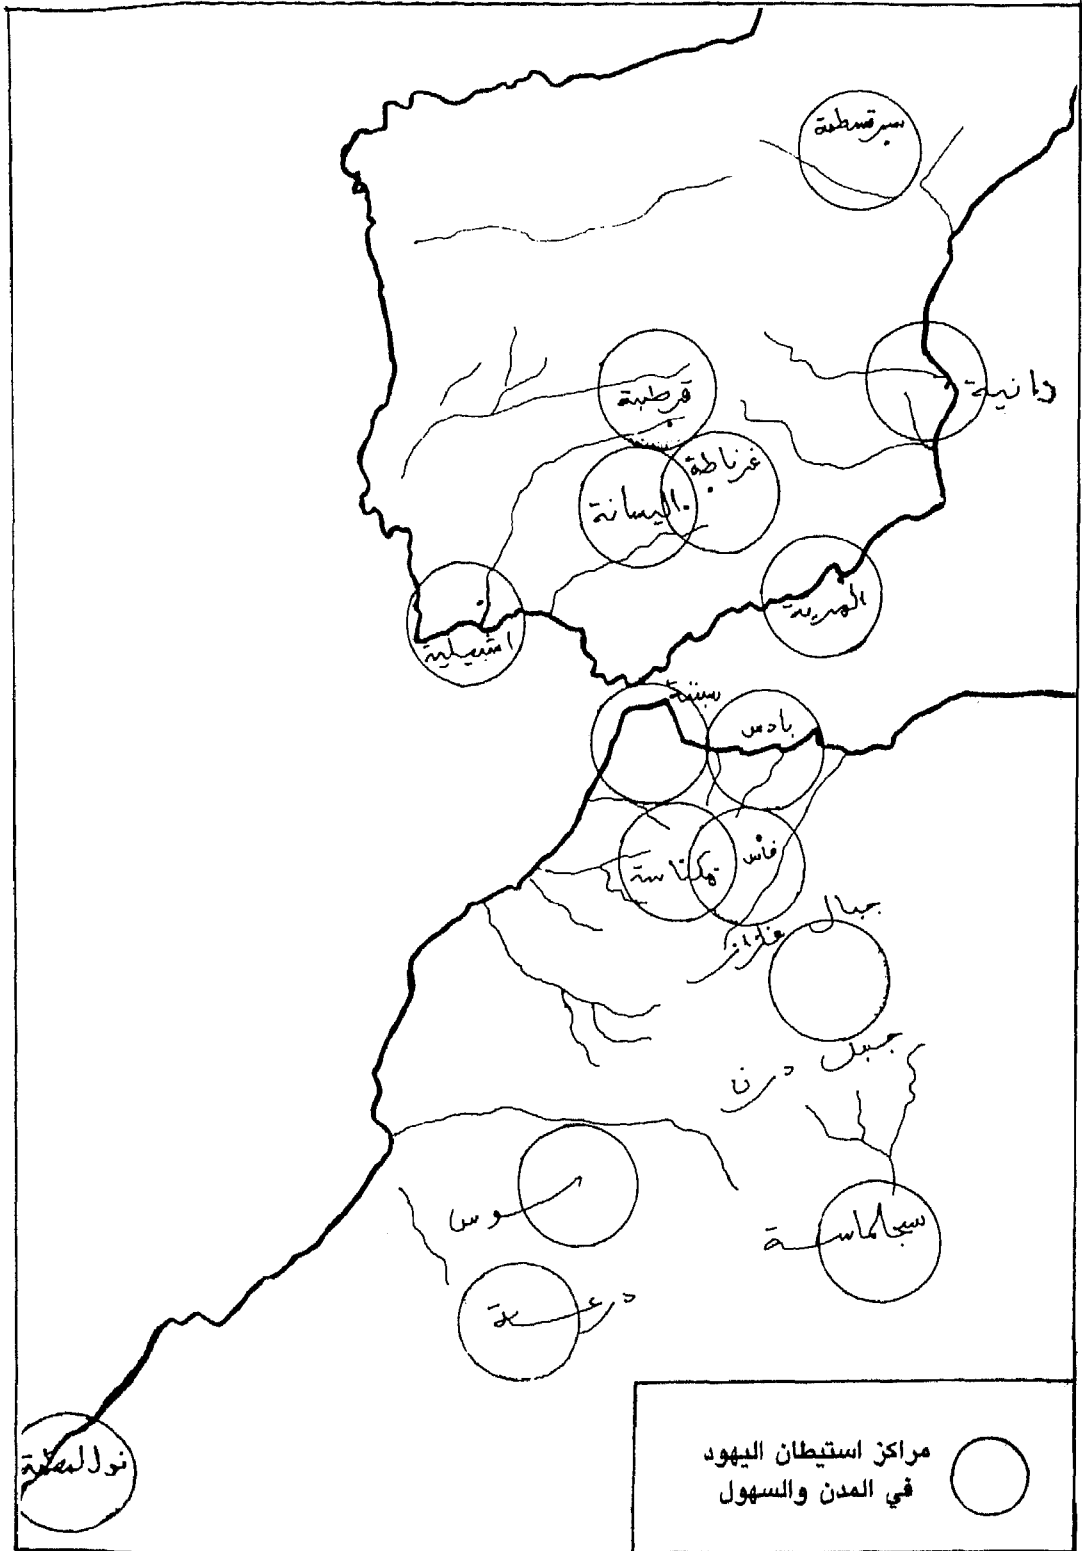 سرقسطة
دانية
قرطبة
غرناطة
اليسانة
المرية
اشبيلية
سبتة
بادس
فاس
مكناسة
جبال
فازاز
جبل
درن
سوس
سجلماسة
درعة
نول لمطة
مراكز استيطان اليهود
في المدن والسهول